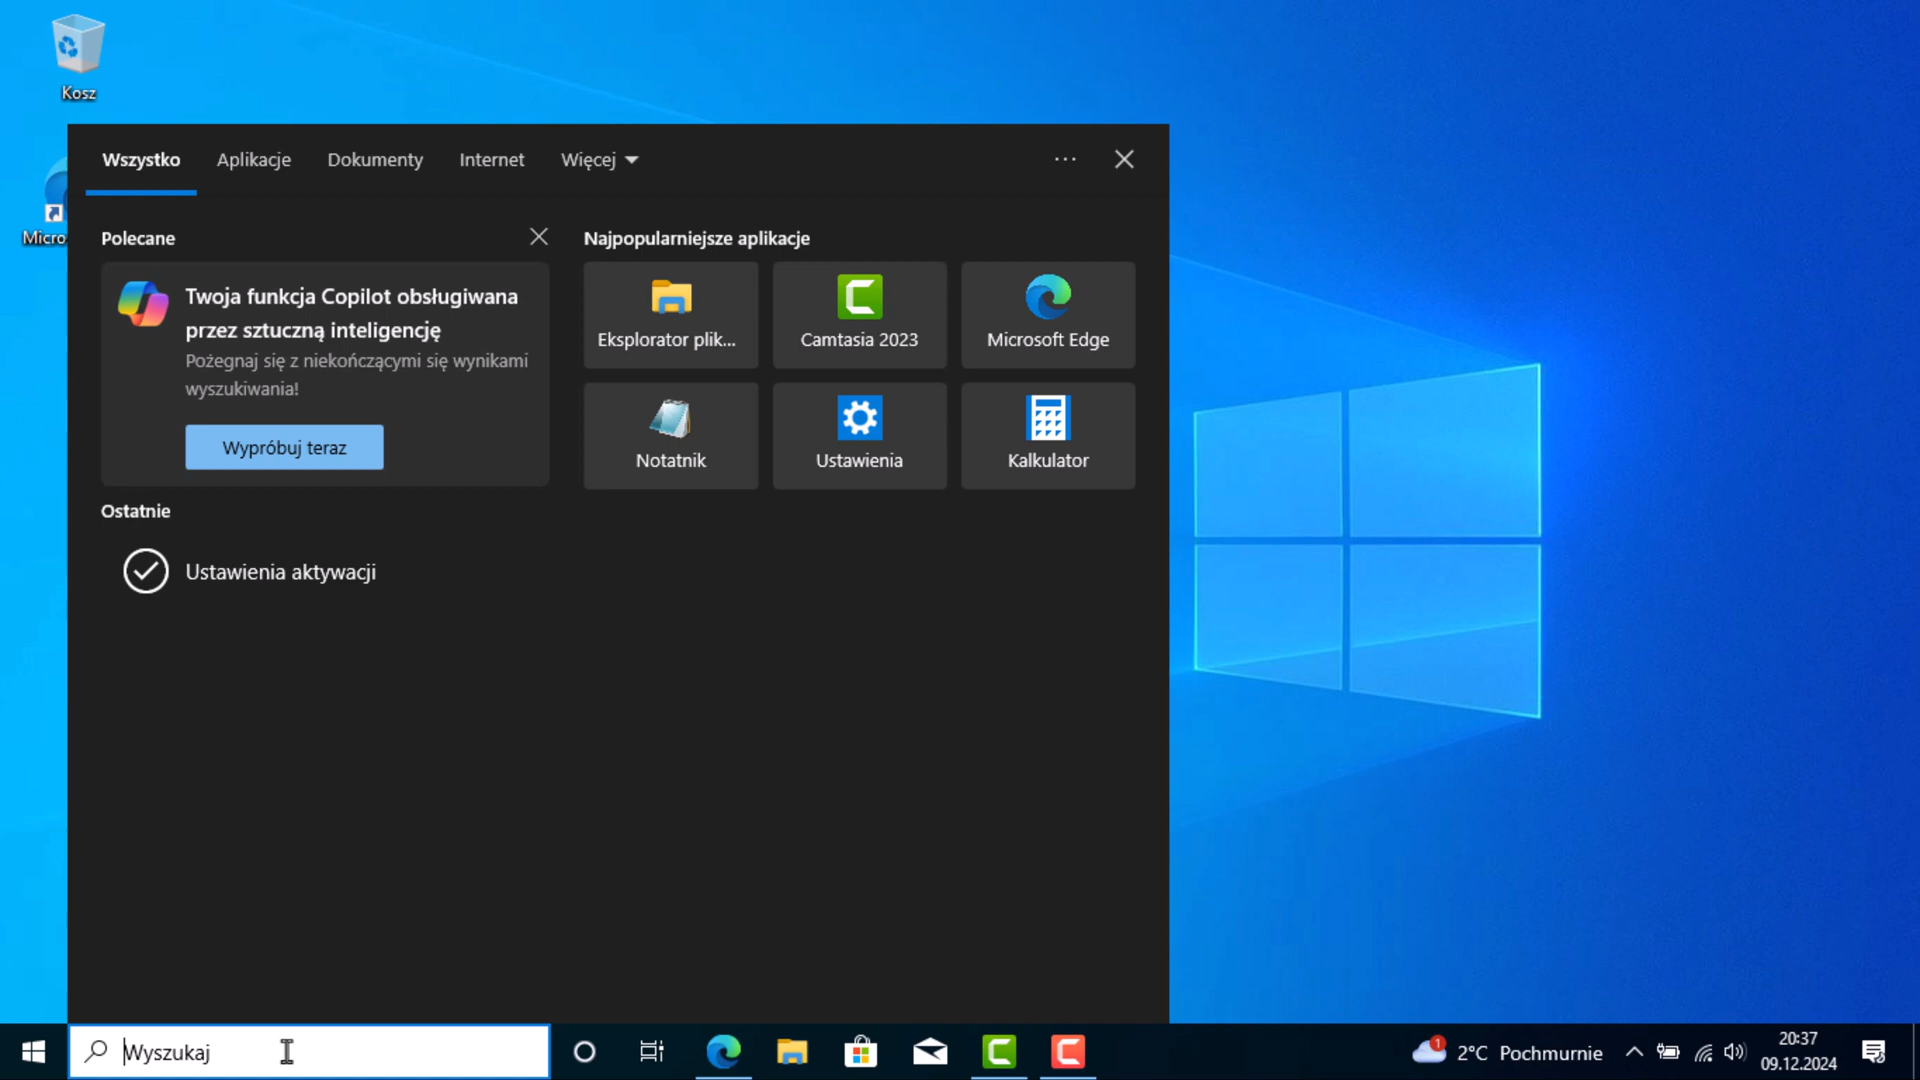 Kosz
Micro
Wszystko
Aplikacje
Dokumenty
Internet
Więcej
Polecane
Twoja funkcja Copilot obsługiwana
przez sztuczną inteligencję
Pożegnaj się z niekończącymi się wynikami
wyszukiwania!
Wypróbuj teraz
Ostatnie
Ustawienia aktywacji
Najpopularniejsze aplikacje
Eksplorator plik...
Camtasia 2023
Microsoft Edge
Notatnik
Ustawienia
Kalkulator
Wyszukaj
1
2°C Pochmurnie
20:37
09.12.2024